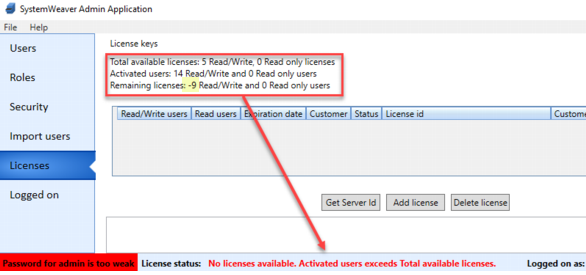 SystemWeaver Admin Application
File Help
Users
Roles
Security
Import users
Licenses
Logged on
License keys
Total available licenses: 5 Read/Write, 0 Read only licenses
Activated users: 14 Read/Write and 0 Read only users
Remaining licenses: -9 Read/Write and 0 Read only users
Read/Write users Read users Expiration date Customer Status License id Custome
Get Server Id Add license Delete license
Password for admin is too weak License status: No licenses available. Activated users exceeds Total available licenses. Logged on as